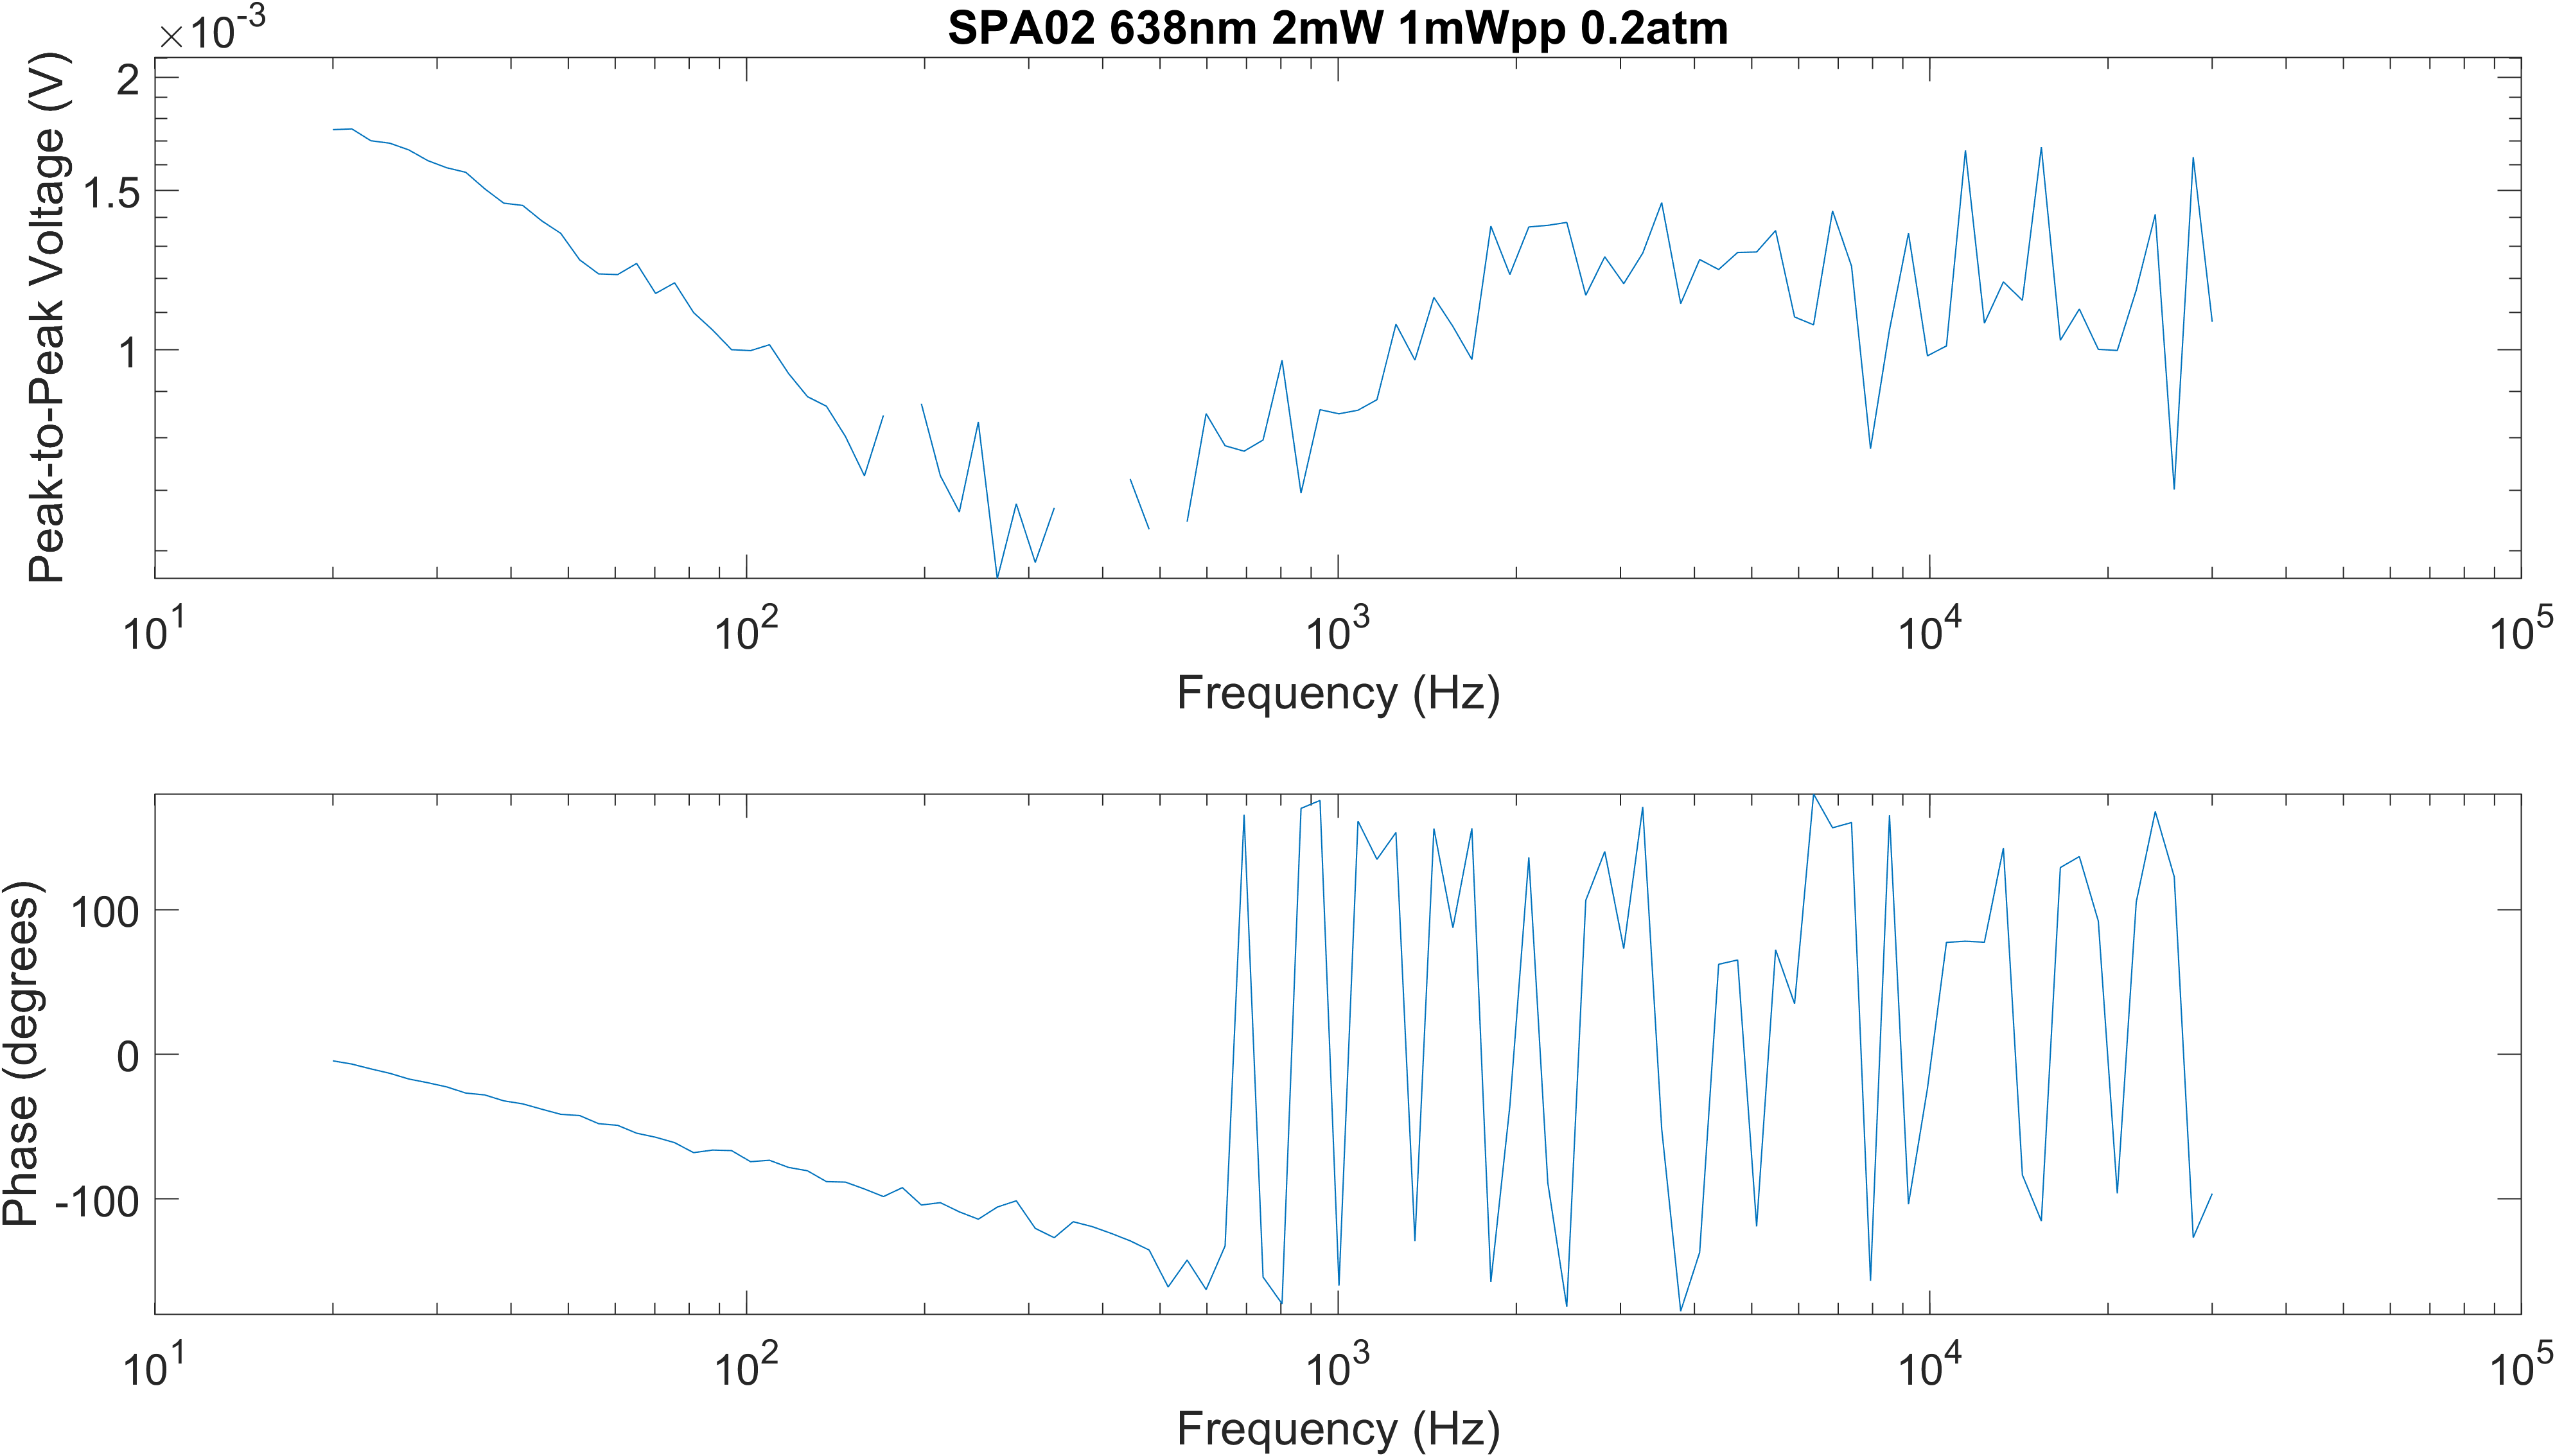 SPA02 638nm 2mW 1mWpp 0.2atm
×10⁻³
Peak-to-Peak Voltage (V)
2
1.5
1
10¹ 10² 10³ 10⁴ 10⁵
Frequency (Hz)
Phase (degrees)
100
0
-100
10¹ 10² 10³ 10⁴ 10⁵
Frequency (Hz)